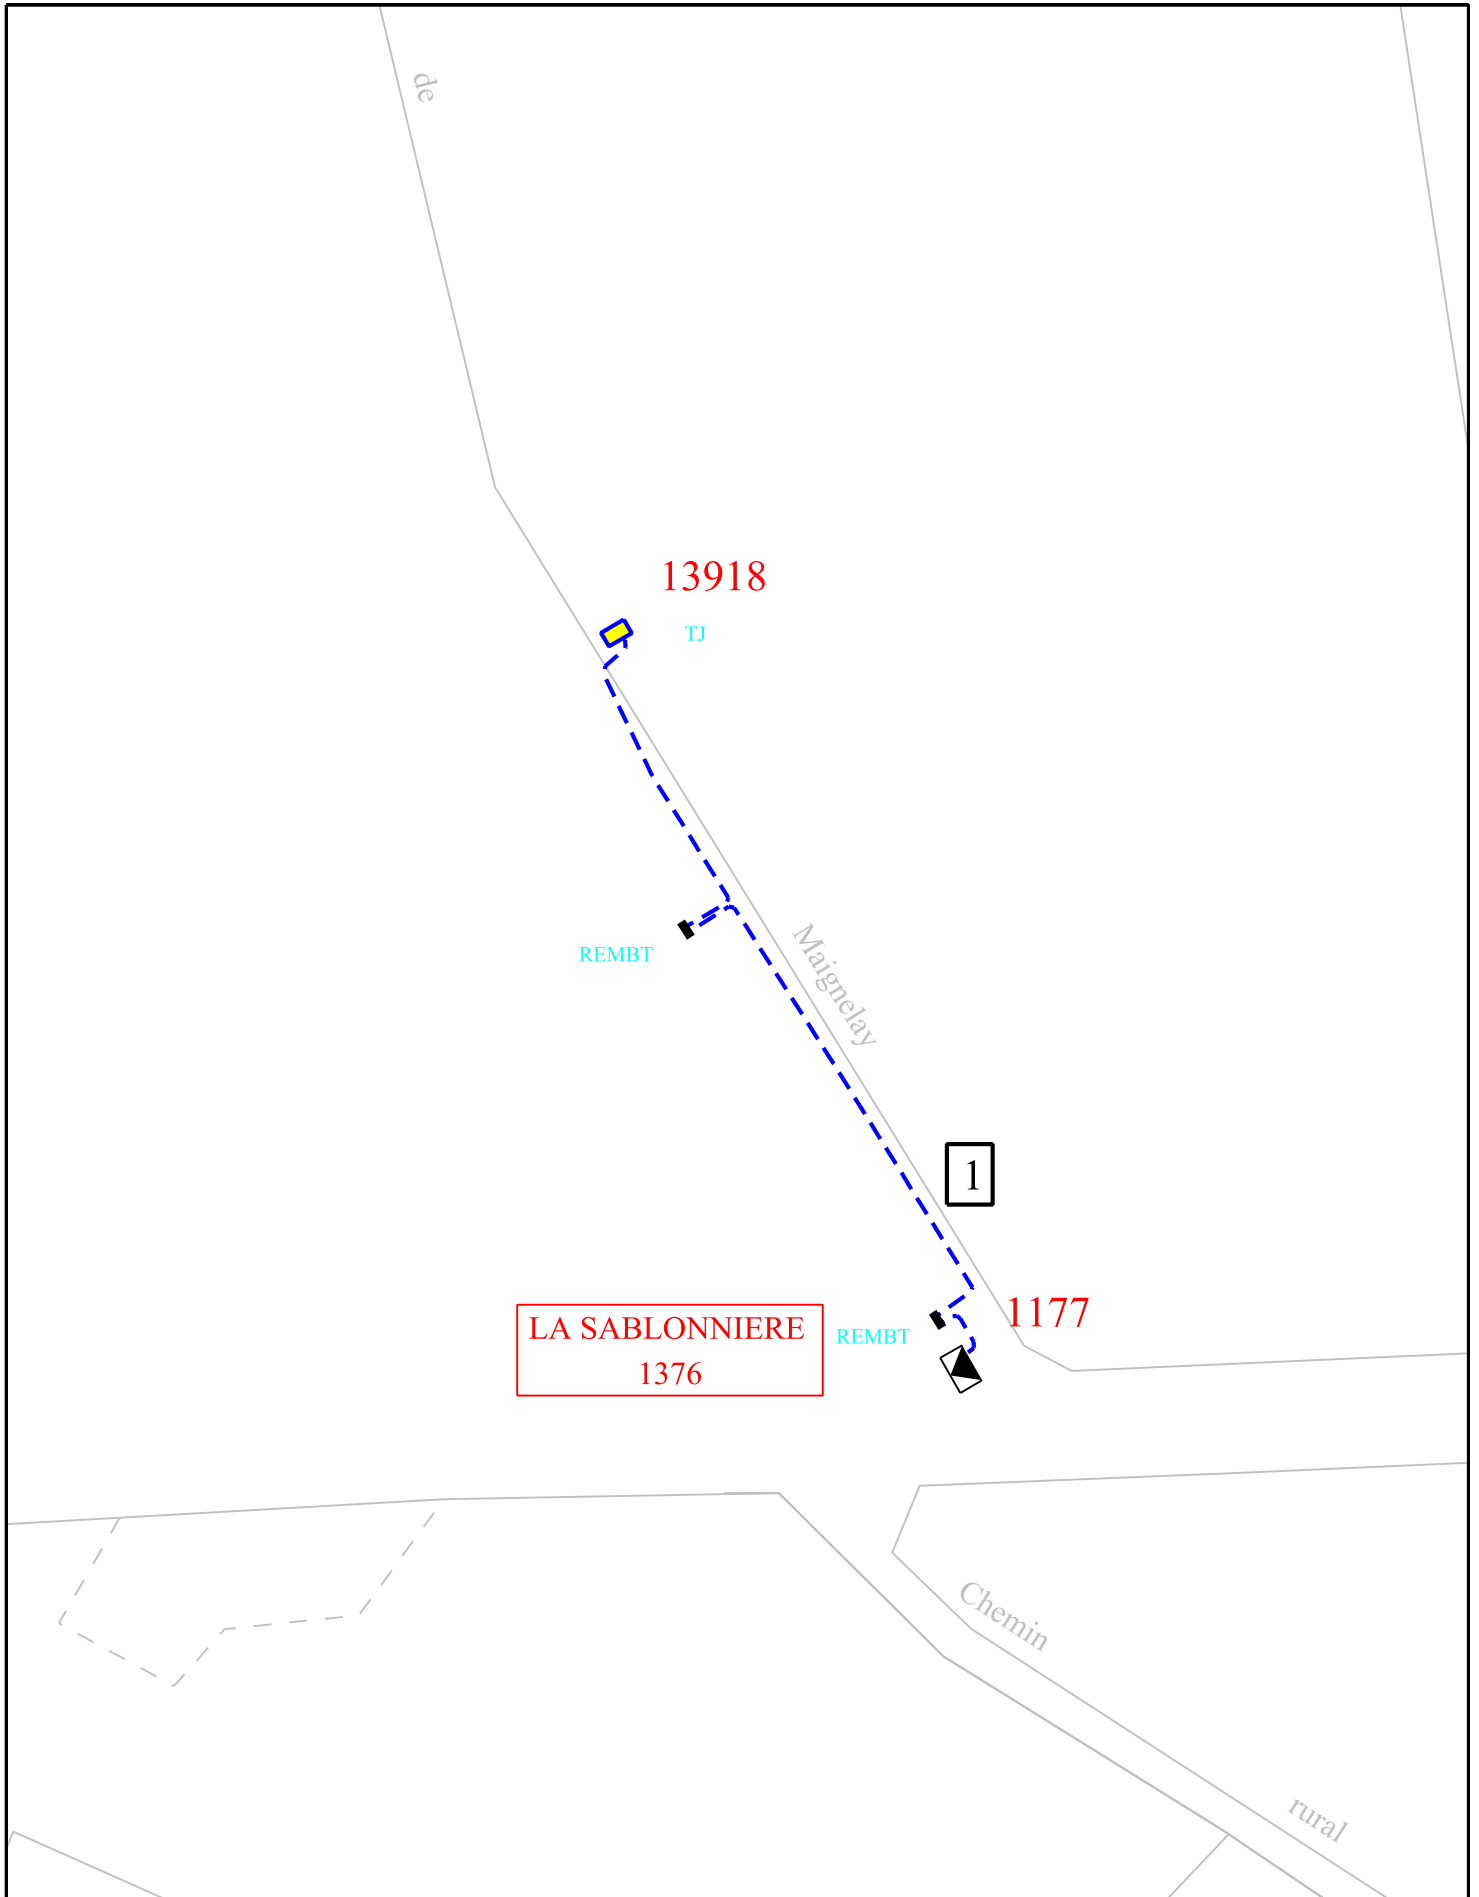 de
13918
TJ
Maignelay
REMBT
1
1177
LA SABLONNIERE
1376
REMBT
Chemin
rural